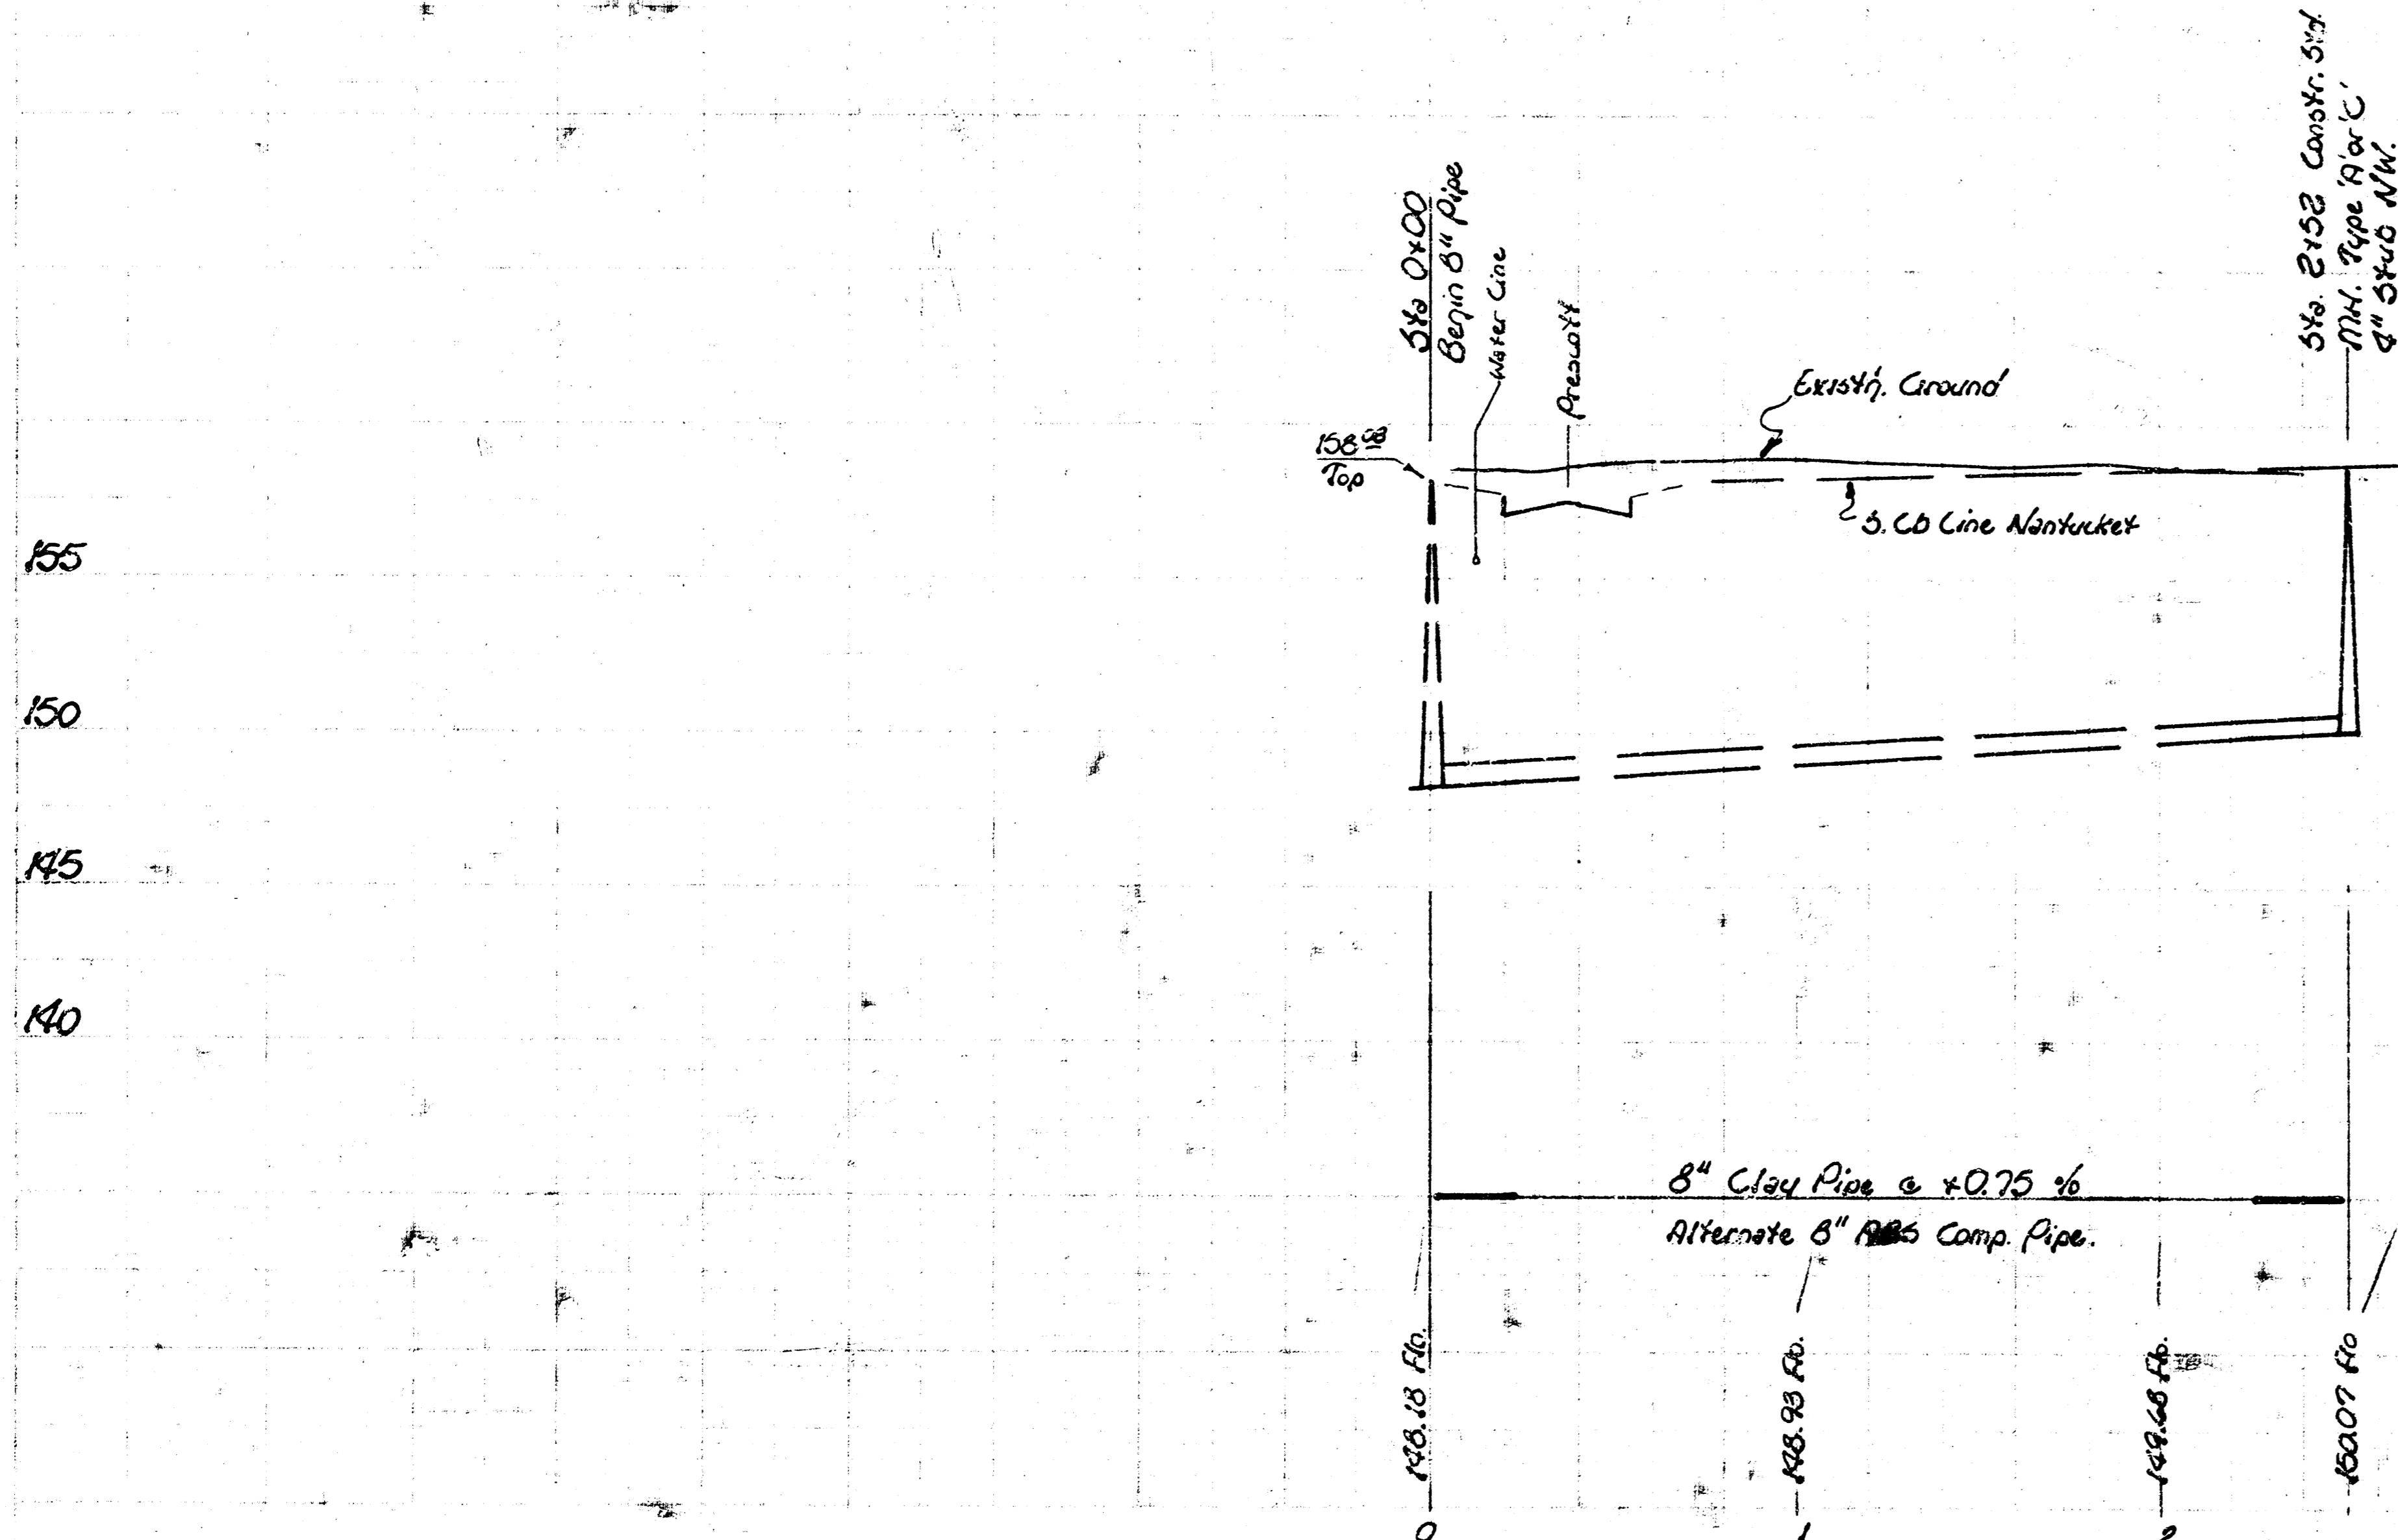 Sta 0+00
Begin 8" Pipe
Water Line
Prescott
Sta. 2+52 Constr. Std.
M.H. Type 'A' or 'C'
4" Stub NW.
Exist'g. Ground
158.08
Top
S. Cb Line Nantucket
155
150
145
140
8" Clay Pipe @ +0.75 %
Alternate 8" ABS Comp. Pipe.
148.18 Flo.
148.93 Flo.
149.68 Flo.
150.07 Flo
0
1
2